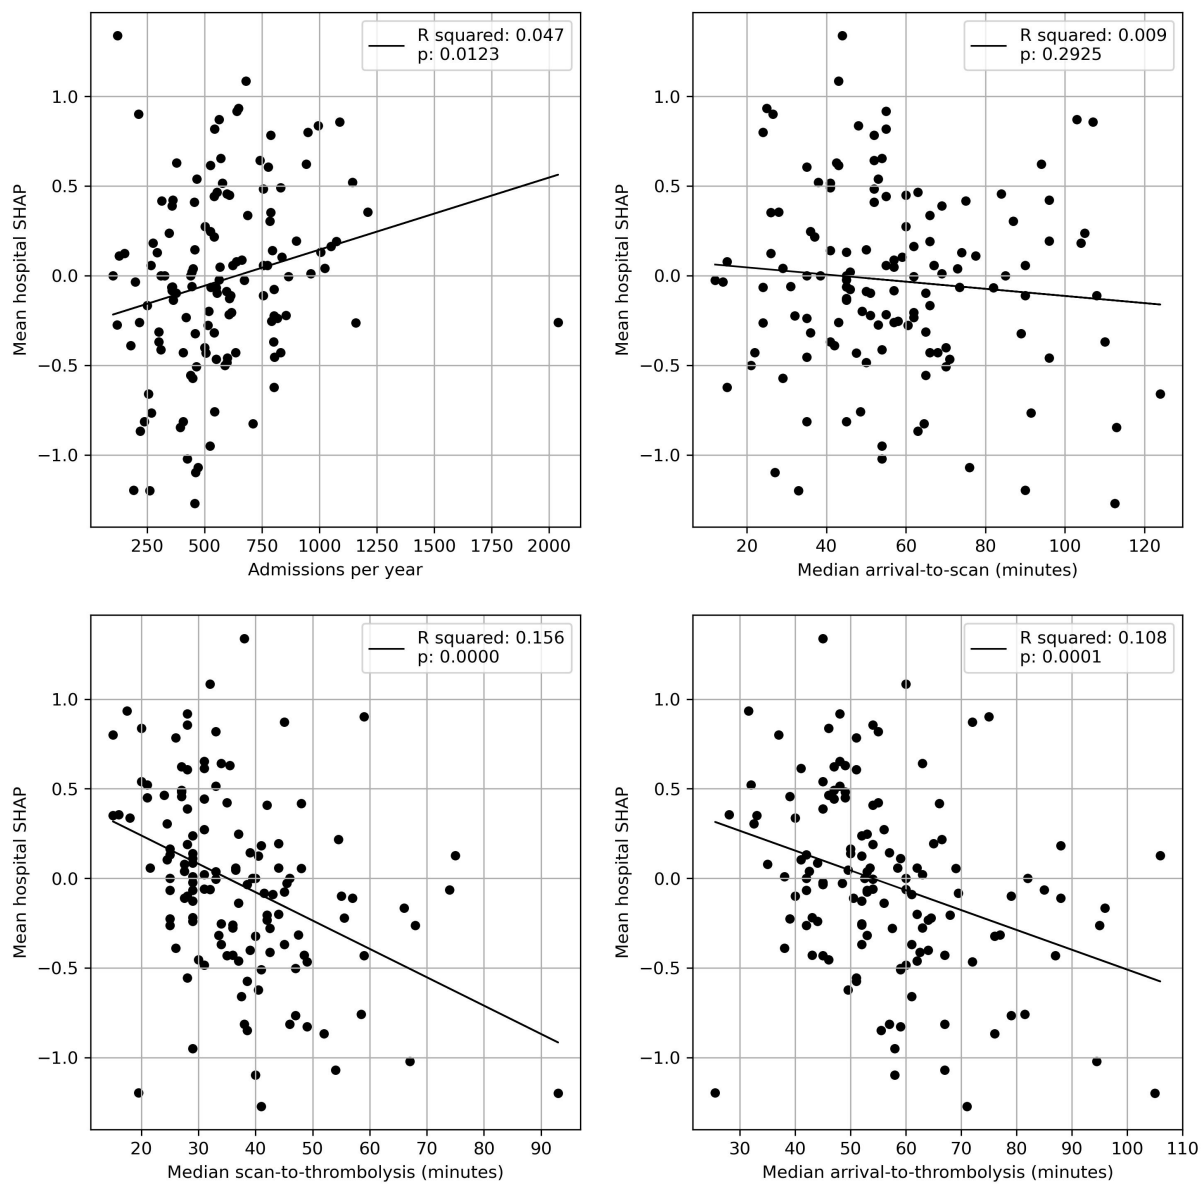 R squared: 0.047
p: 0.0123
1.0
0.5
0.0
−0.5
−1.0
Mean hospital SHAP
250 500 750 1000 1250 1500 1750 2000
Admissions per year
R squared: 0.009
p: 0.2925
1.0
0.5
0.0
−0.5
−1.0
Mean hospital SHAP
20 40 60 80 100 120
Median arrival-to-scan (minutes)
R squared: 0.156
p: 0.0000
1.0
0.5
0.0
−0.5
−1.0
Mean hospital SHAP
20 30 40 50 60 70 80 90
Median scan-to-thrombolysis (minutes)
R squared: 0.108
p: 0.0001
1.0
0.5
0.0
−0.5
−1.0
Mean hospital SHAP
30 40 50 60 70 80 90 100 110
Median arrival-to-thrombolysis (minutes)